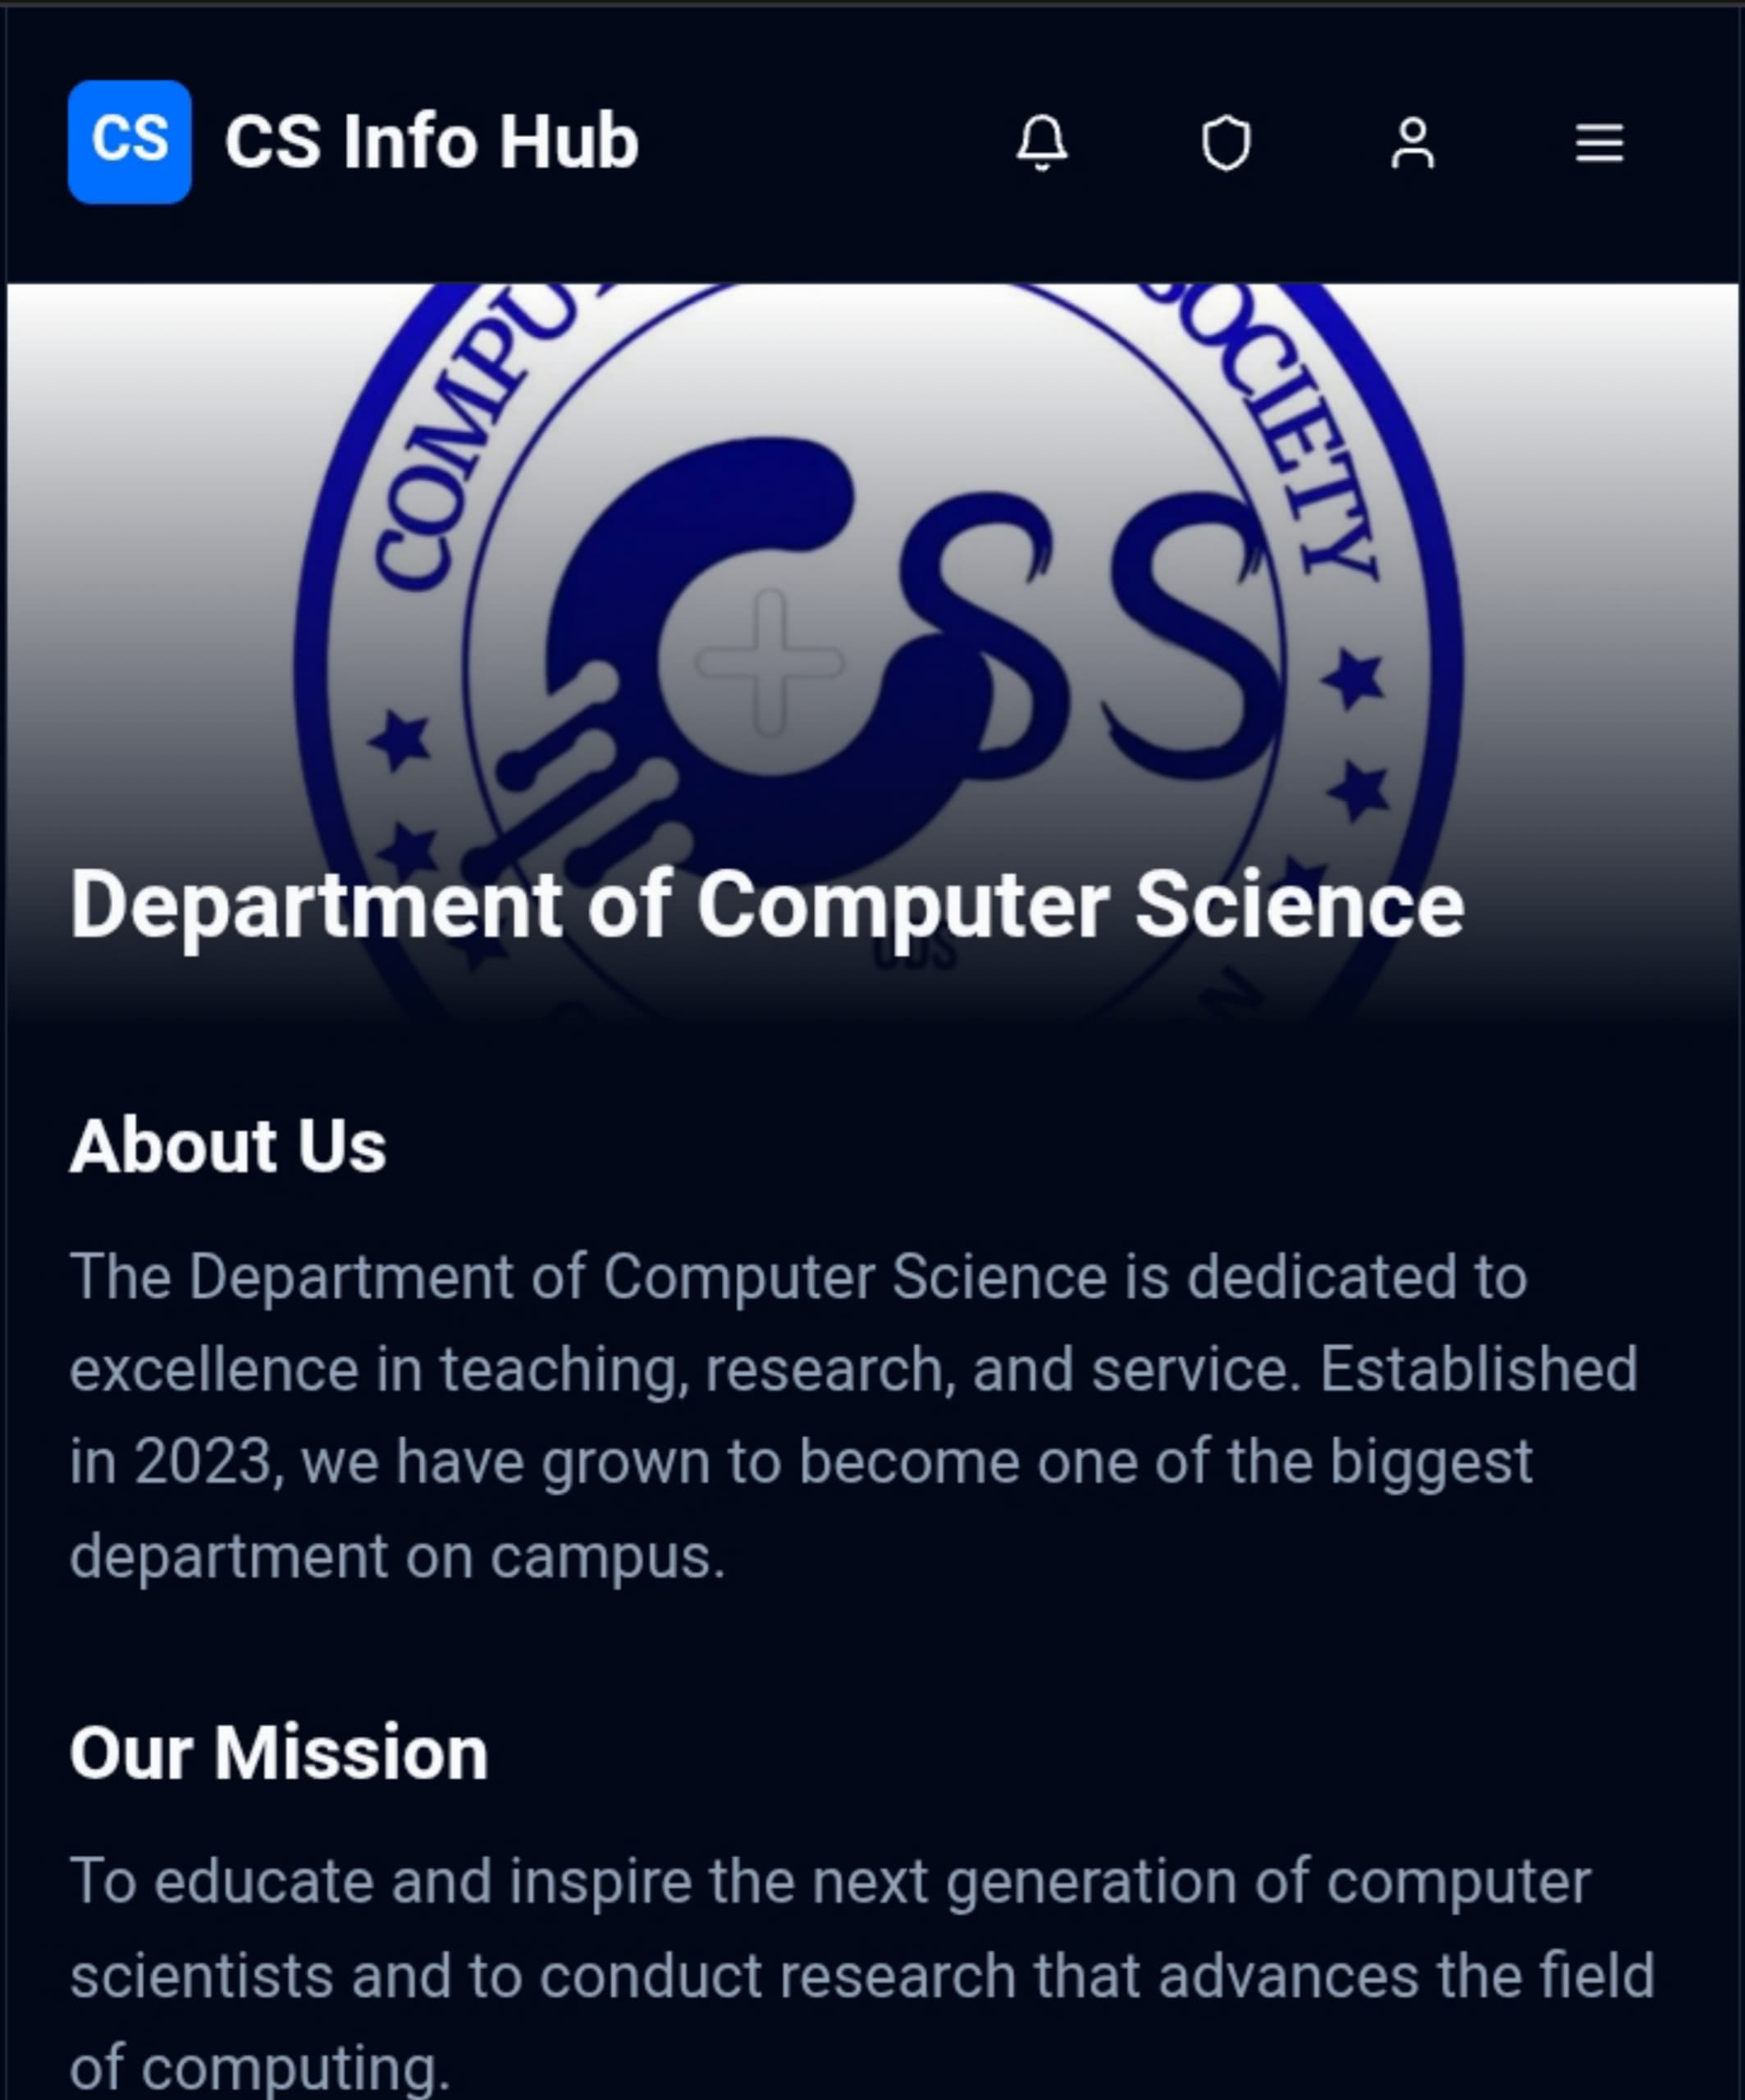 CS CS Info Hub
COMPU
SOCIETY
CSS
Department of Computer Science
About Us
The Department of Computer Science is dedicated to
excellence in teaching, research, and service. Established
in 2023, we have grown to become one of the biggest
department on campus.
Our Mission
To educate and inspire the next generation of computer
scientists and to conduct research that advances the field
of computing.